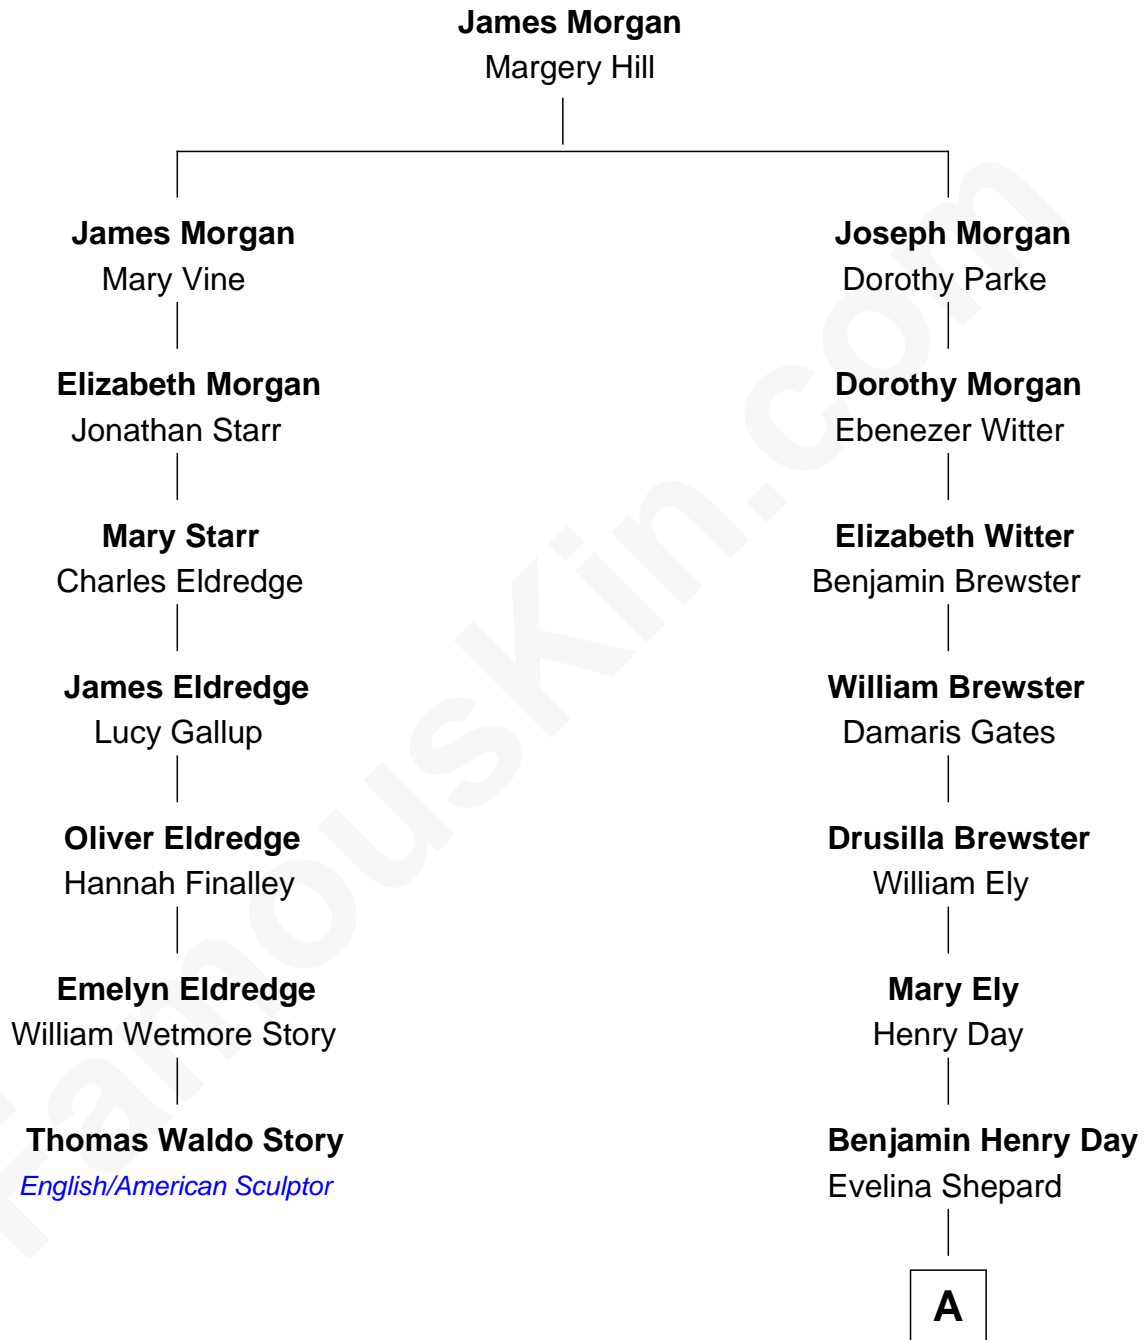 James Morgan
Margery Hill
James Morgan
Mary Vine
Joseph Morgan
Dorothy Parke
Elizabeth Morgan
Jonathan Starr
Dorothy Morgan
Ebenezer Witter
Mary Starr
Charles Eldredge
Elizabeth Witter
Benjamin Brewster
James Eldredge
Lucy Gallup
William Brewster
Damaris Gates
Oliver Eldredge
Hannah Finalley
Drusilla Brewster
William Ely
Emelyn Eldredge
William Wetmore Story
Mary Ely
Henry Day
Thomas Waldo Story
English/American Sculptor
Benjamin Henry Day
Evelina Shepard
A
FamousKin.com